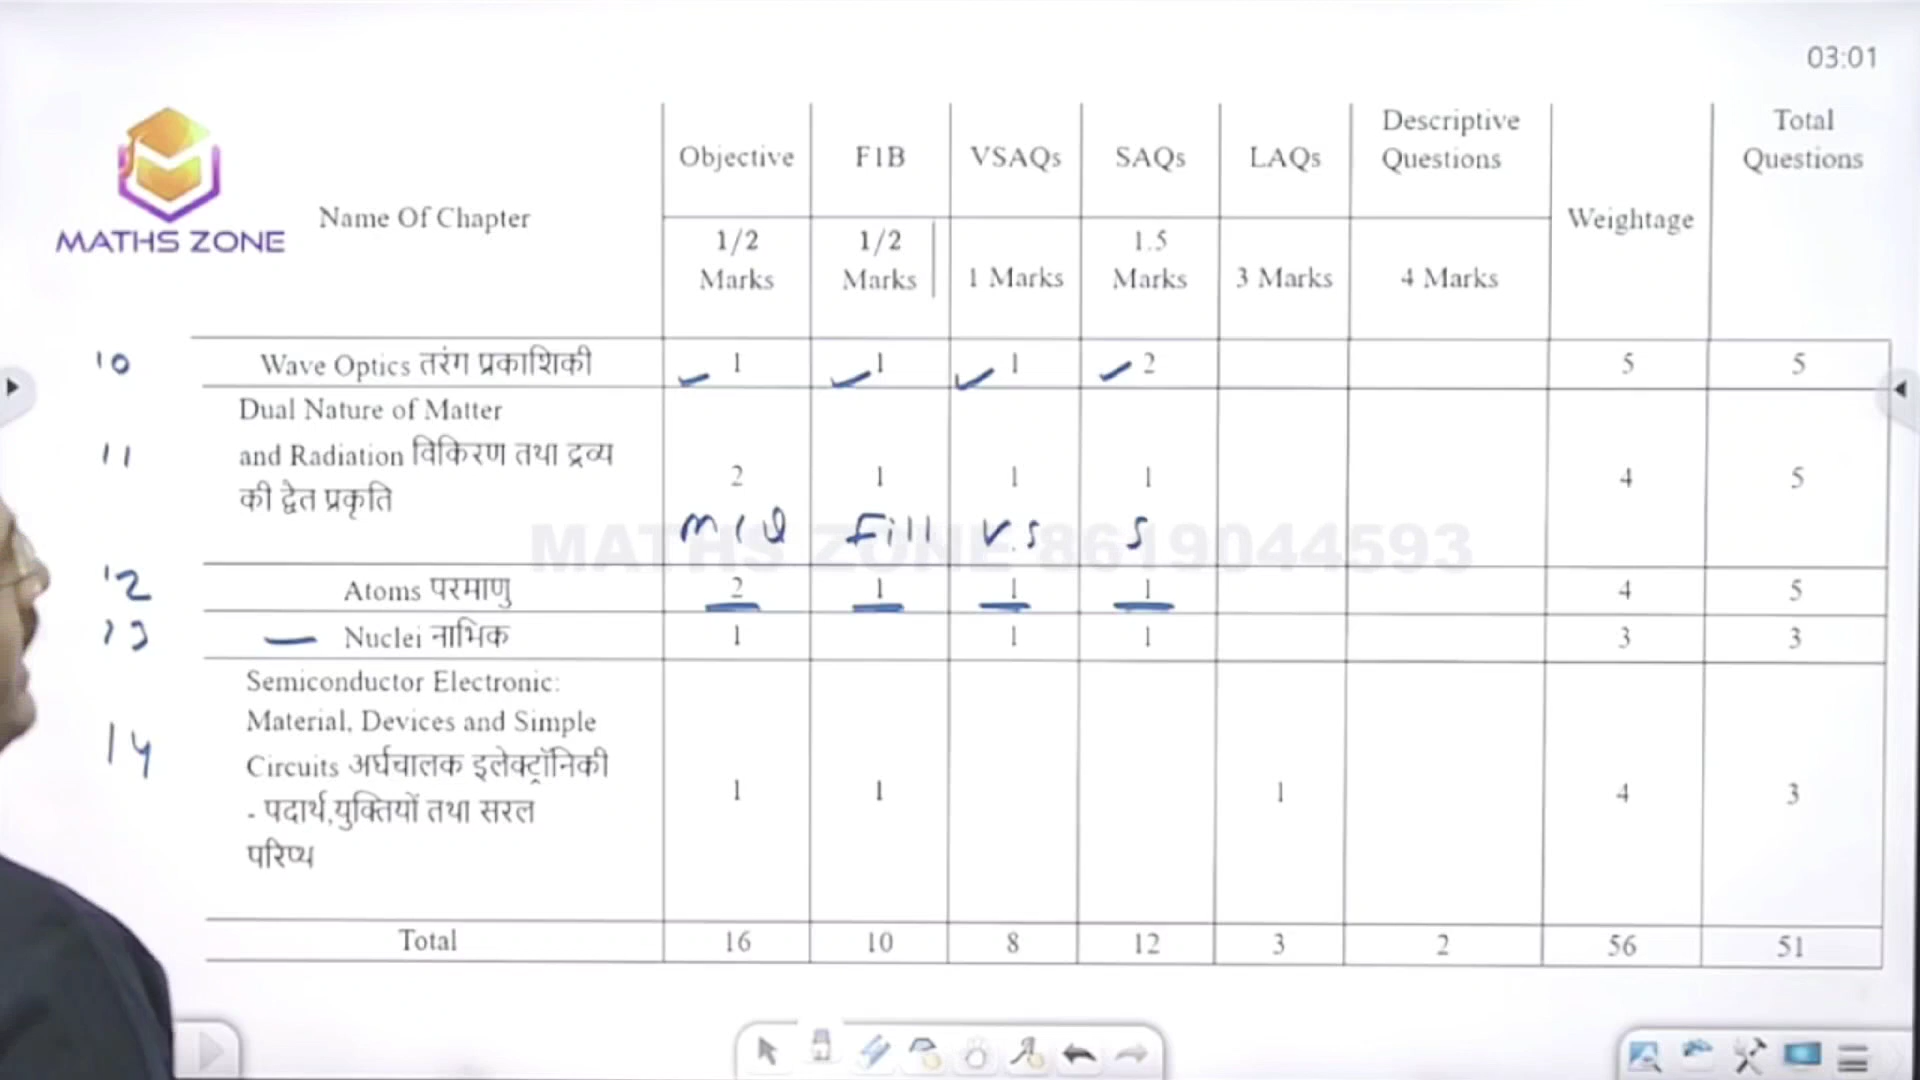 03:01
MATHS ZONE
Name Of Chapter
Objective FIB VSAQs SAQs LAQs Descriptive Questions Weightage Total Questions
1/2 Marks 1/2 Marks 1 Marks 1.5 Marks 3 Marks 4 Marks
10 Wave Optics तरंग प्रकाशिकी 1 1 1 2 5 5
Dual Nature of Matter
11 and Radiation विकिरण तथा द्रव्य
की द्वेत प्रकृति 2 1 1 1 4 5
MCQ Fill V.S S
MATHS ZONE 8619044593
12 Atoms परमाणु 2 1 1 1 4 5
13 Nuclei नाभिक 1 1 1 3 3
Semiconductor Electronic:
Material, Devices and Simple
14 Circuits अर्धचालक इलेक्ट्रॉनिकी
- पदार्थ,युक्तियों तथा सरल
परिप्थ 1 1 1 4 3
Total 16 10 8 12 3 2 56 51